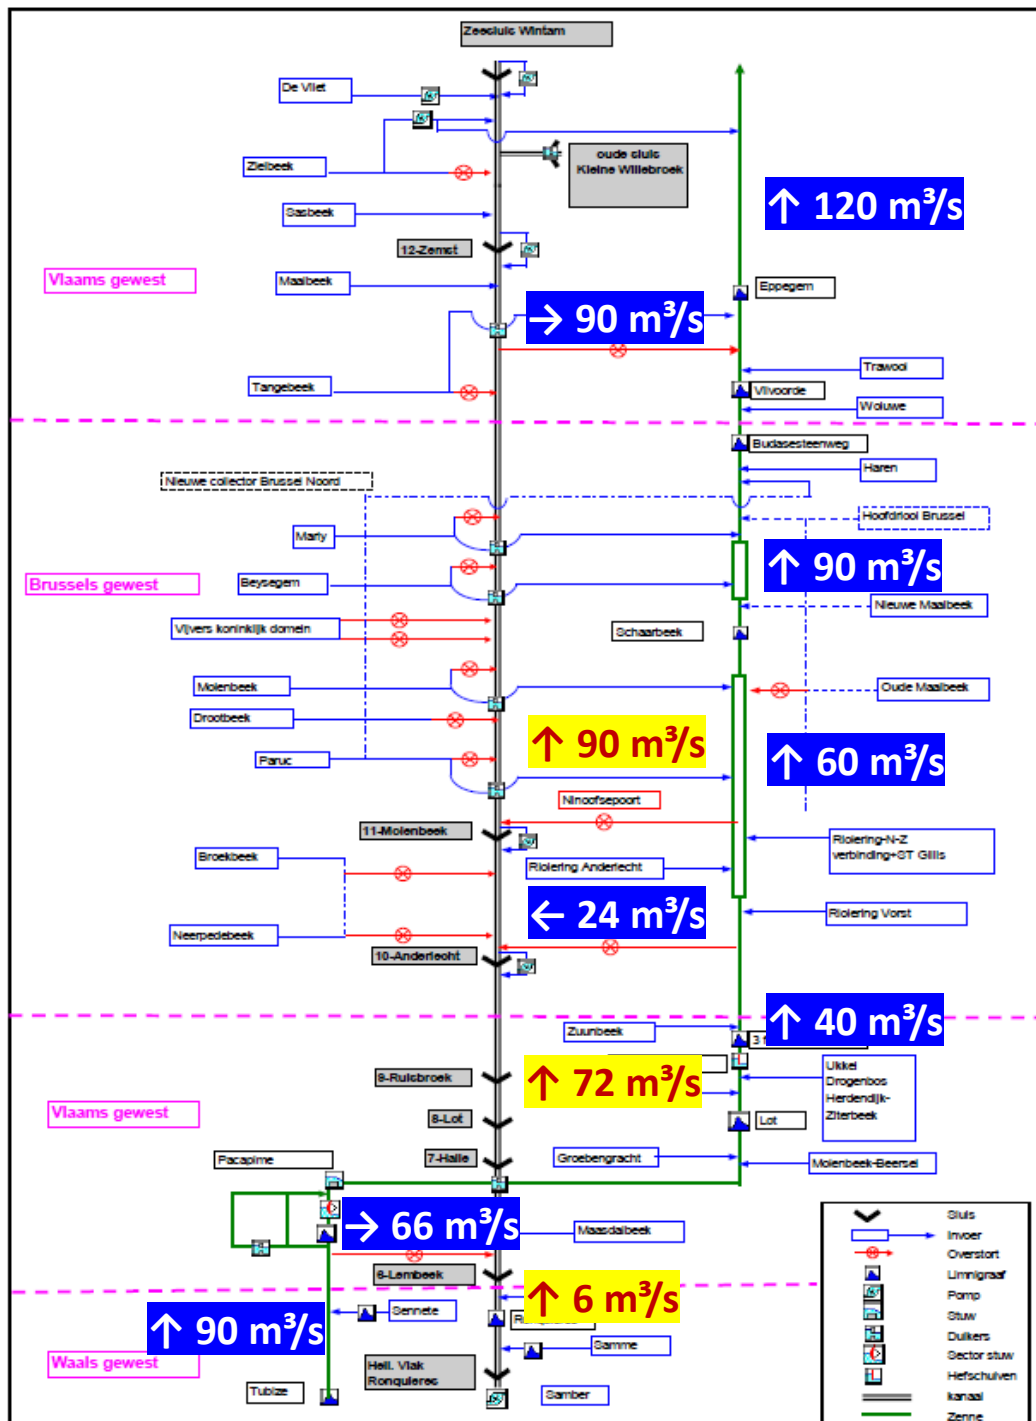 Zeesluis Wintam
De Vliet
oude sluis
Kleine Willebroek
Zielbeek
↑ 120 m³/s
Sasbeek
12-Zemst
Vlaams gewest
Maalbeek
Eppegem
→ 90 m³/s
Trawool
Tangebeek
Vilvoorde
Woluwe
Budasesteenweg
Haren
Nieuwe collector Brussel Noord
Hoofdriool Brussel
Marly
↑ 90 m³/s
Brussels gewest
Beysegem
Nieuwe Maalbeek
Vijvers koninklijk domein
Schaarbeek
Molenbeek
Oude Maalbeek
Drootbeek
↑ 90 m³/s
↑ 60 m³/s
Paruc
Ninoofsepoort
11-Molenbeek
Riolering-N-Z
verbinding+ST Gillis
Broekbeek
Riolering Anderlecht
← 24 m³/s
Riolering Vorst
Neerpedebeek
10-Anderlecht
↑ 40 m³/s
Zuunbeek
3
9-Ruisbroek
↑ 72 m³/s
Ukkel
Drogenbos
Herdendijk-
Ziterbeek
Vlaams gewest
8-Lot
Lot
Pacapime
7-Halle
Groebengracht
Molenbeek-Beersel
→ 66 m³/s
Maasdalbeek
6-Lembeek
↑ 6 m³/s
Sennete
↑ 90 m³/s
Samme
Waals gewest
Hell. Vlak
Ronquieres
Tubize
Samber
Sluis
Invoer
Overstort
Limnigraaf
Pomp
Stuw
Duikers
Sector stuw
Hefschuiven
kanaal
Zenne